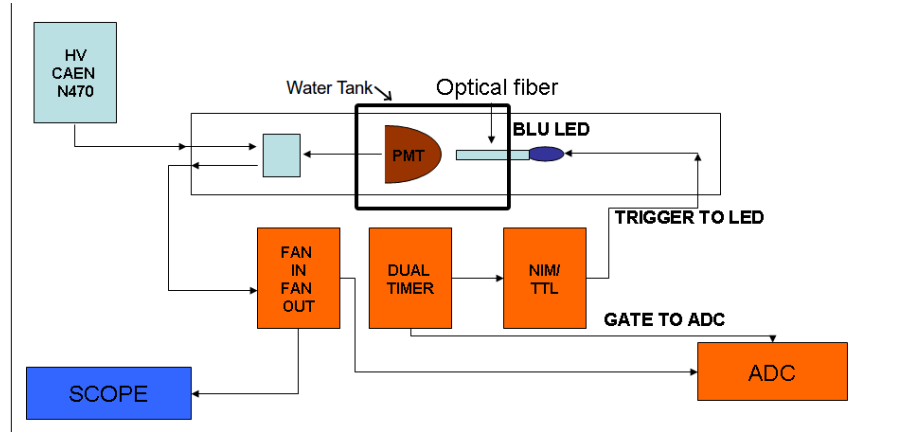 HV
CAEN
N470
Water Tank
Optical fiber
BLU LED
PMT
TRIGGER TO LED
FAN
IN
FAN
OUT
DUAL
TIMER
NIM/
TTL
GATE TO ADC
SCOPE
ADC